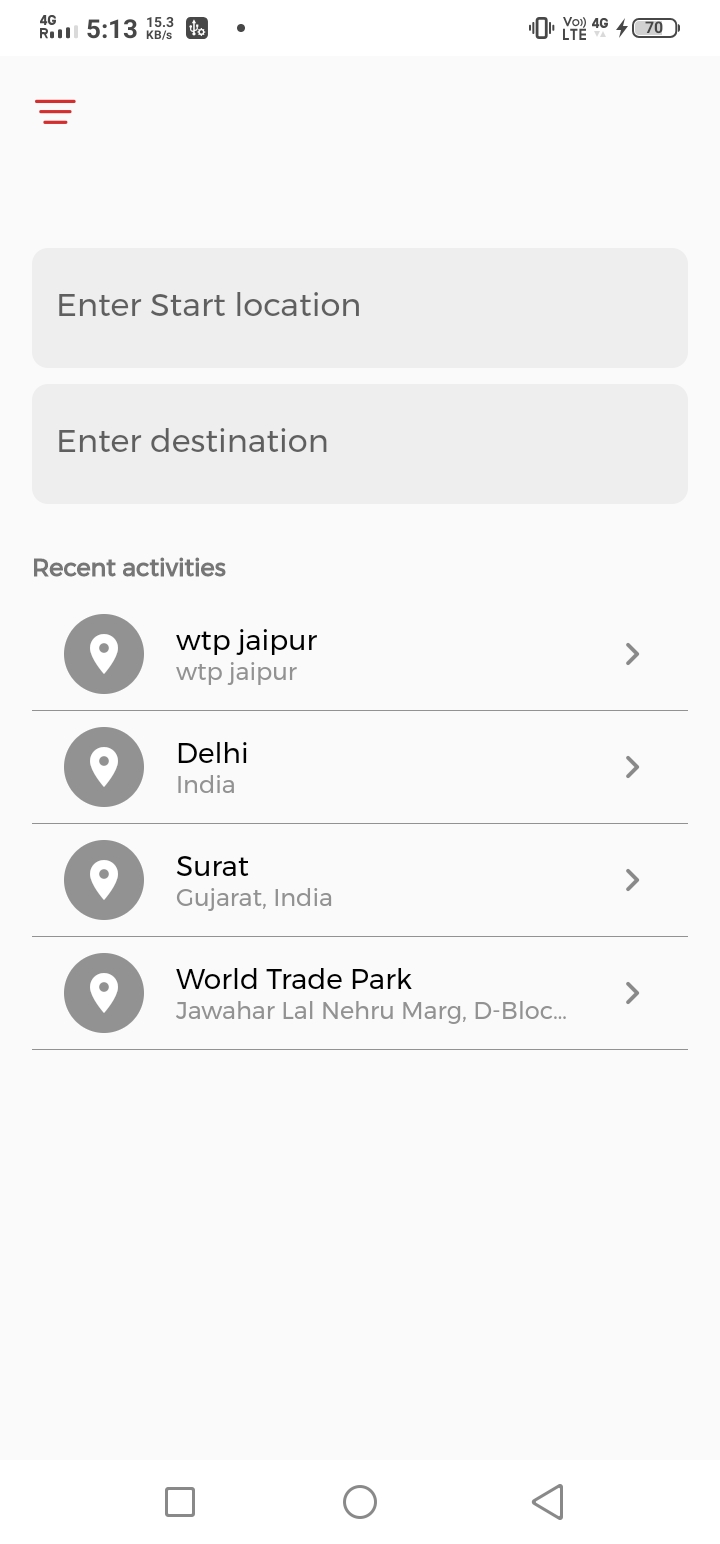 4G
R
5:13
15.3
KB/s
Vo))
LTE
4G
70
Enter Start location
Enter destination
Recent activities
wtp jaipur
wtp jaipur
Delhi
India
Surat
Gujarat, India
World Trade Park
Jawahar Lal Nehru Marg, D-Bloc...